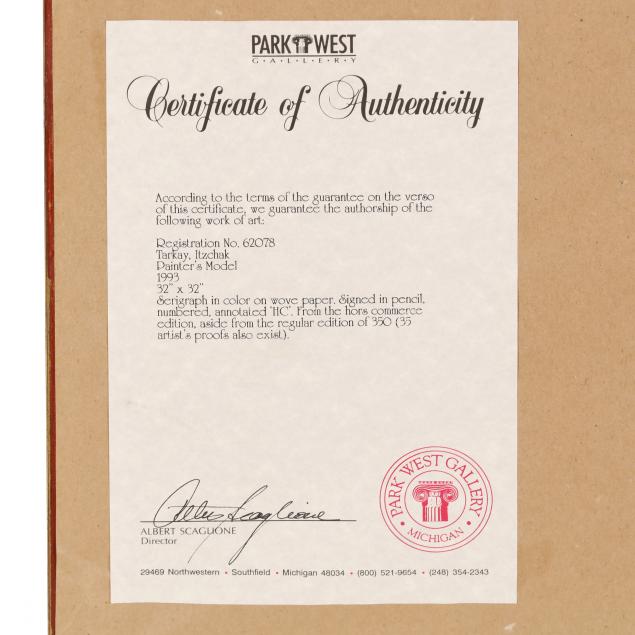 PARK WEST
G·A·L·L·E·R·Y
Certificate of Authenticity
According to the terms of the guarantee on the verso
of this certificate, we guarantee the authorship of the
following work of art:
Registration No. 62078
Tarkay, Itzchak
Painter's Model
1993
32" x 32"
Serigraph in color on wove paper. Signed in pencil,
numbered, annotated 'HC'. From the hors commerce
edition, aside from the regular edition of 350 (35
artist's proofs also exist).
Albert Scaglione
ALBERT SCAGLIONE
Director
PARK WEST GALLERY
• MICHIGAN •
29469 Northwestern • Southfield • Michigan 48034 • (800) 521-9654 • (248) 354-2343